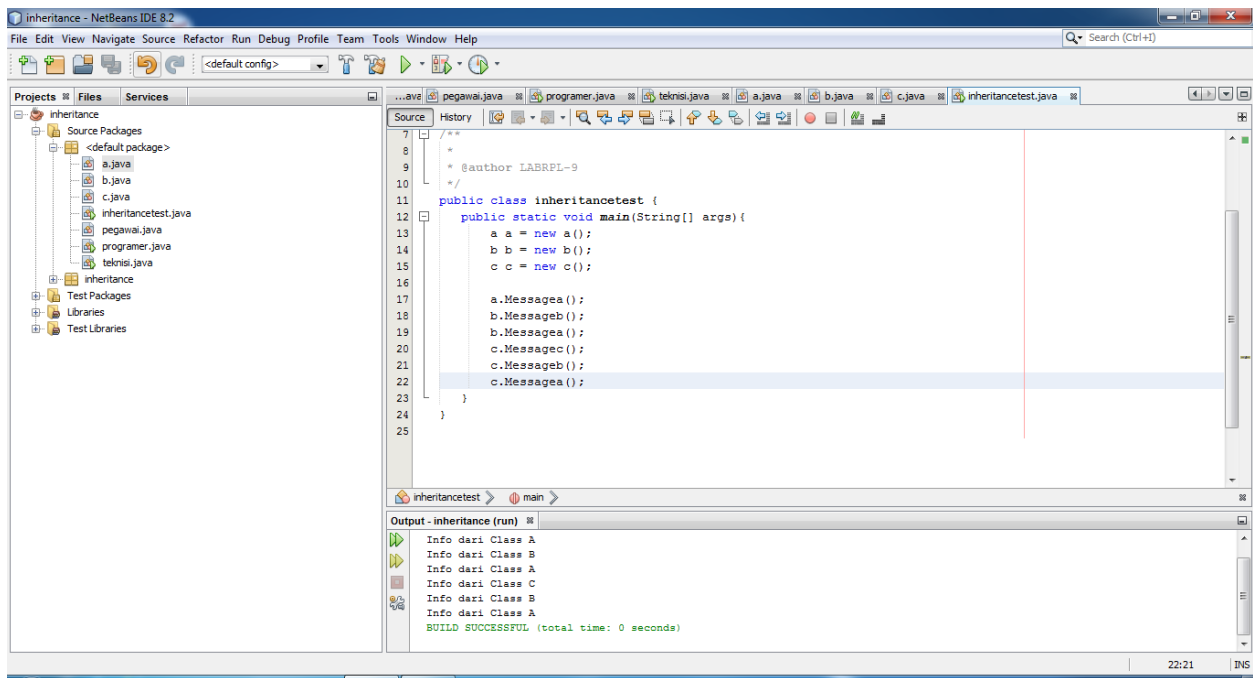 inheritance - NetBeans IDE 8.2
File Edit View Navigate Source Refactor Run Debug Profile Team Tools Window Help
Search (Ctrl+I)
<default config>
Projects Files Services
inheritance
Source Packages
<default package>
a.java
b.java
c.java
inheritancetest.java
pegawai.java
programer.java
teknisi.java
inheritance
Test Packages
Libraries
Test Libraries
...ava pegawai.java programer.java teknisi.java a.java b.java c.java inheritancetest.java
Source History
7 /**
8 *
9 * @author LABRPL-9
10 */
11 public class inheritancetest {
12 public static void main(String[] args){
13 a a = new a();
14 b b = new b();
15 c c = new c();
16
17 a.Messagea();
18 b.Messageb();
19 b.Messagea();
20 c.Messagec();
21 c.Messageb();
22 c.Messagea();
23 }
24 }
25
inheritancetest main
Output - inheritance (run)
Info dari Class A
Info dari Class B
Info dari Class A
Info dari Class C
Info dari Class B
Info dari Class A
BUILD SUCCESSFUL (total time: 0 seconds)
22:21 INS